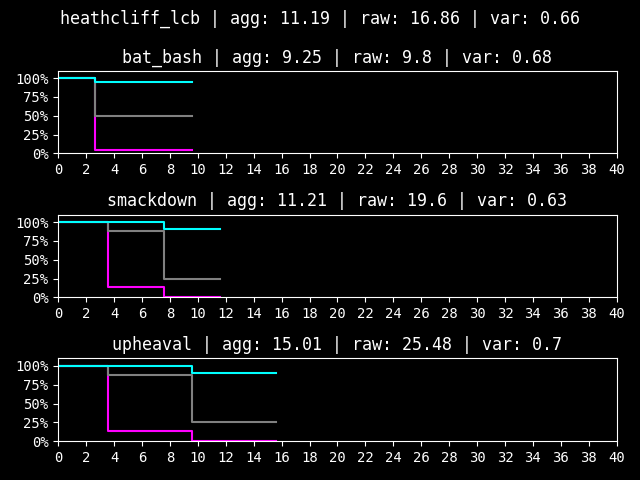 heathcliff_lcb | agg: 11.19 | raw: 16.86 | var: 0.66
bat_bash | agg: 9.25 | raw: 9.8 | var: 0.68
100%
75%
50%
25%
0%
0 2 4 6 8 10 12 14 16 18 20 22 24 26 28 30 32 34 36 38 40
smackdown | agg: 11.21 | raw: 19.6 | var: 0.63
100%
75%
50%
25%
0%
0 2 4 6 8 10 12 14 16 18 20 22 24 26 28 30 32 34 36 38 40
upheaval | agg: 15.01 | raw: 25.48 | var: 0.7
100%
75%
50%
25%
0%
0 2 4 6 8 10 12 14 16 18 20 22 24 26 28 30 32 34 36 38 40